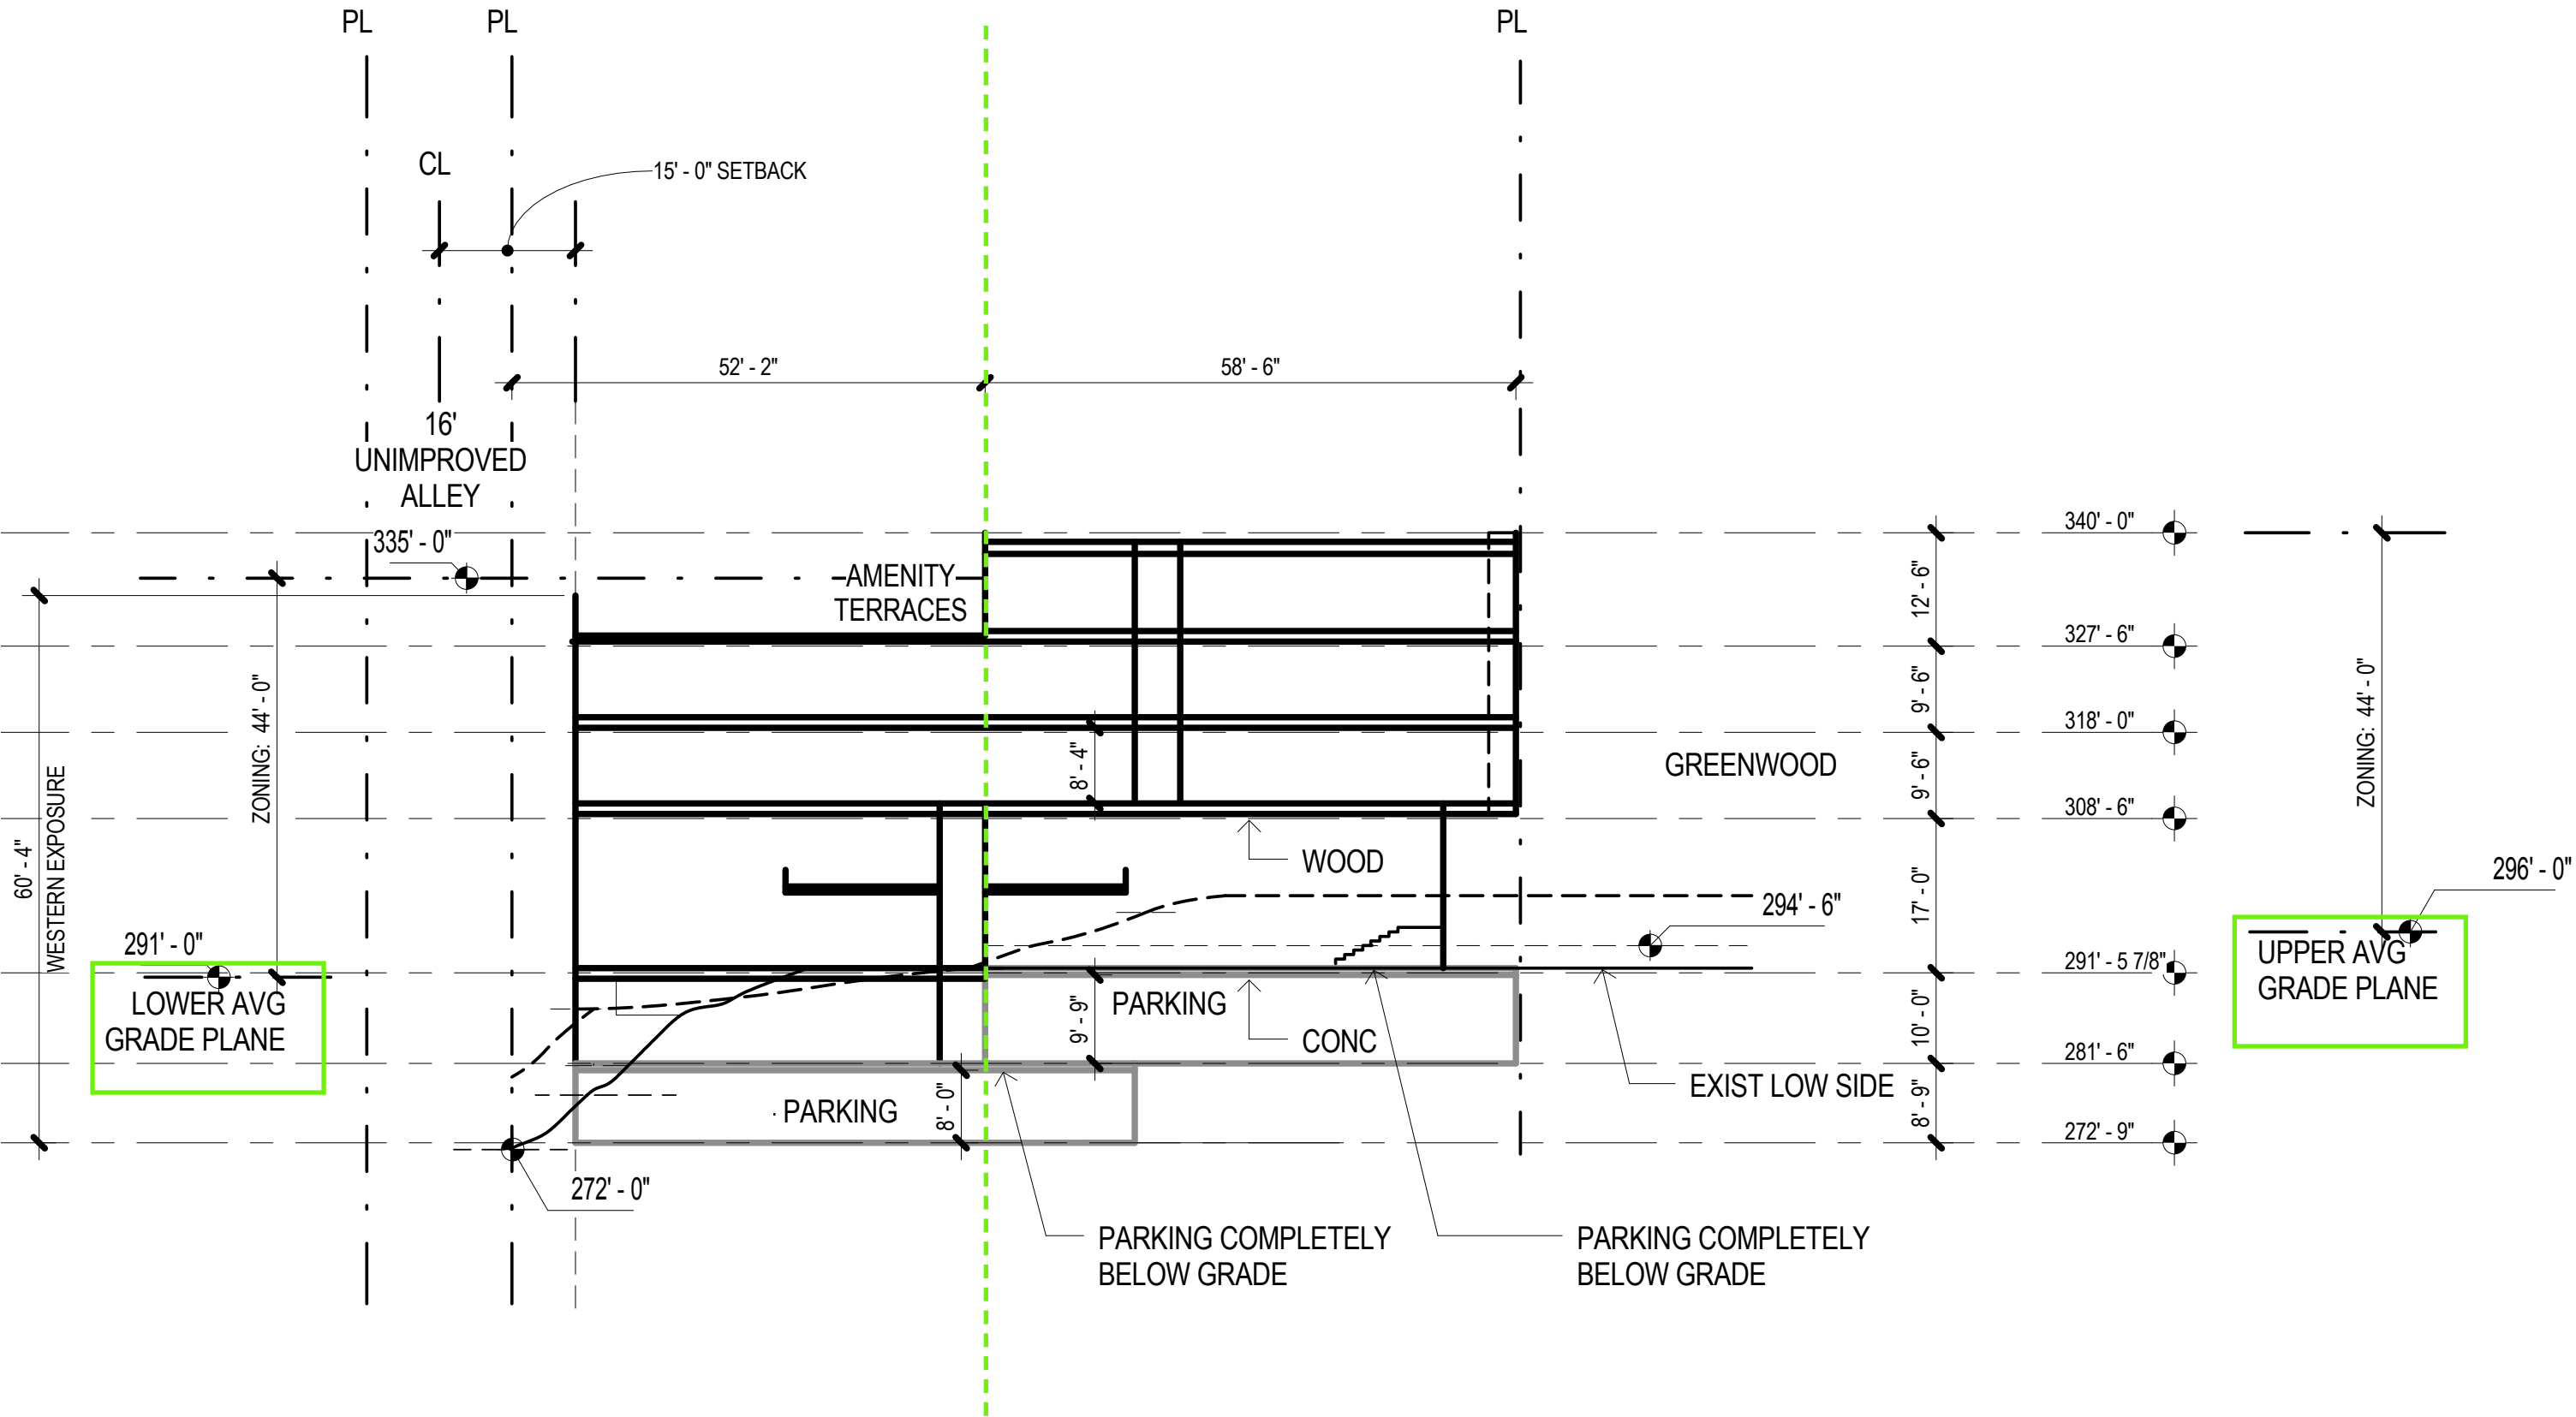 PL
PL
PL
CL
15' - 0" SETBACK
52' - 2"
58' - 6"
16'
UNIMPROVED
ALLEY
335' - 0"
340' - 0"
AMENITY
TERRACES
12' - 6"
327' - 6"
ZONING: 44' - 0"
9' - 6"
ZONING: 44' - 0"
318' - 0"
8' - 4"
GREENWOOD
9' - 6"
308' - 6"
60' - 4"
WESTERN EXPOSURE
WOOD
17' - 0"
296' - 0"
294' - 6"
291' - 0"
291' - 5 7/8"
UPPER AVG
GRADE PLANE
LOWER AVG
GRADE PLANE
PARKING
9' - 9"
CONC
10' - 0"
281' - 6"
EXIST LOW SIDE
PARKING
8' - 0"
8' - 9"
272' - 9"
272' - 0"
PARKING COMPLETELY
BELOW GRADE
PARKING COMPLETELY
BELOW GRADE